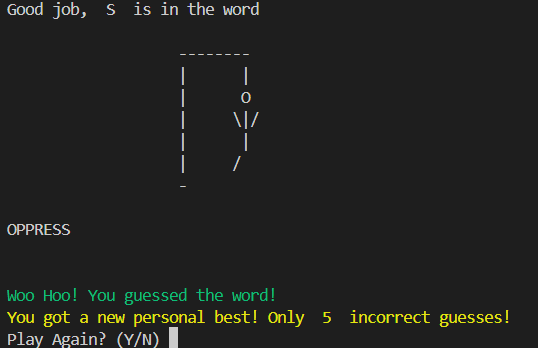 Good job,  S  is in the word
--------
|      |
|      O
|     \|/
|      |
|     /
-
OPPRESS
Woo Hoo! You guessed the word!
You got a new personal best! Only  5  incorrect guesses!
Play Again? (Y/N)